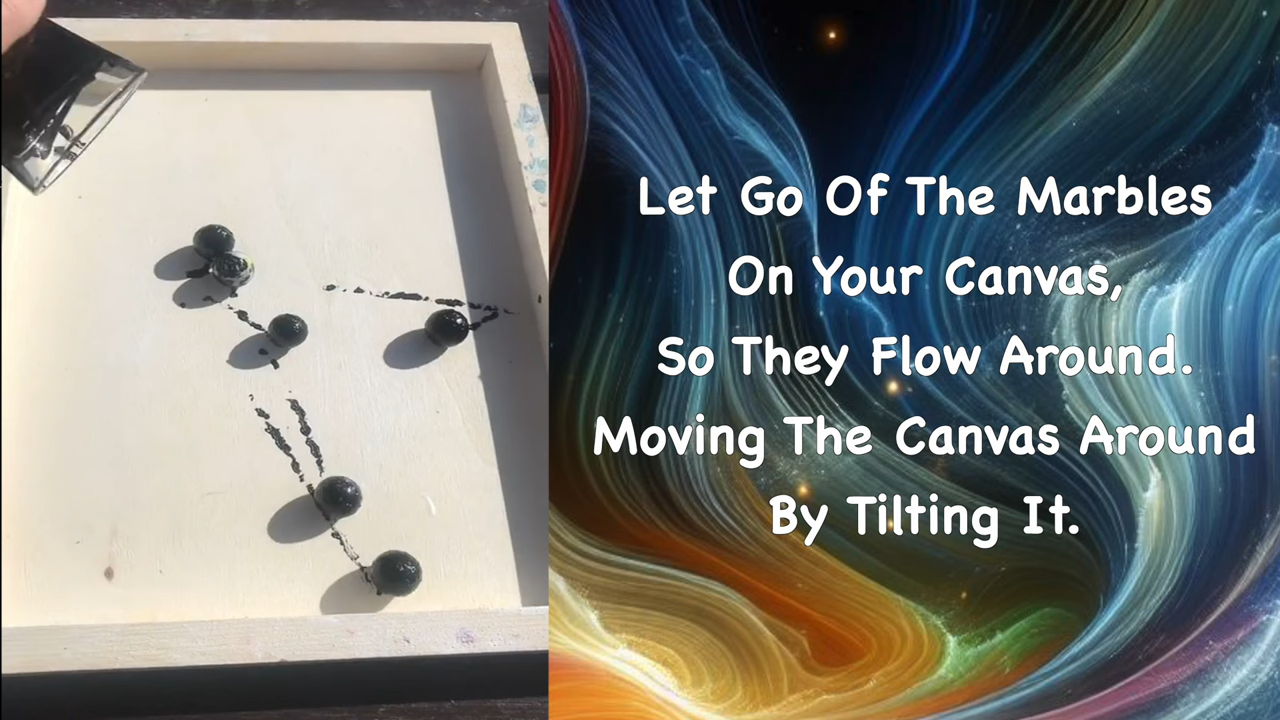 Let Go Of The Marbles
On Your Canvas,
So They Flow Around.
Moving The Canvas Around
By Tilting It.